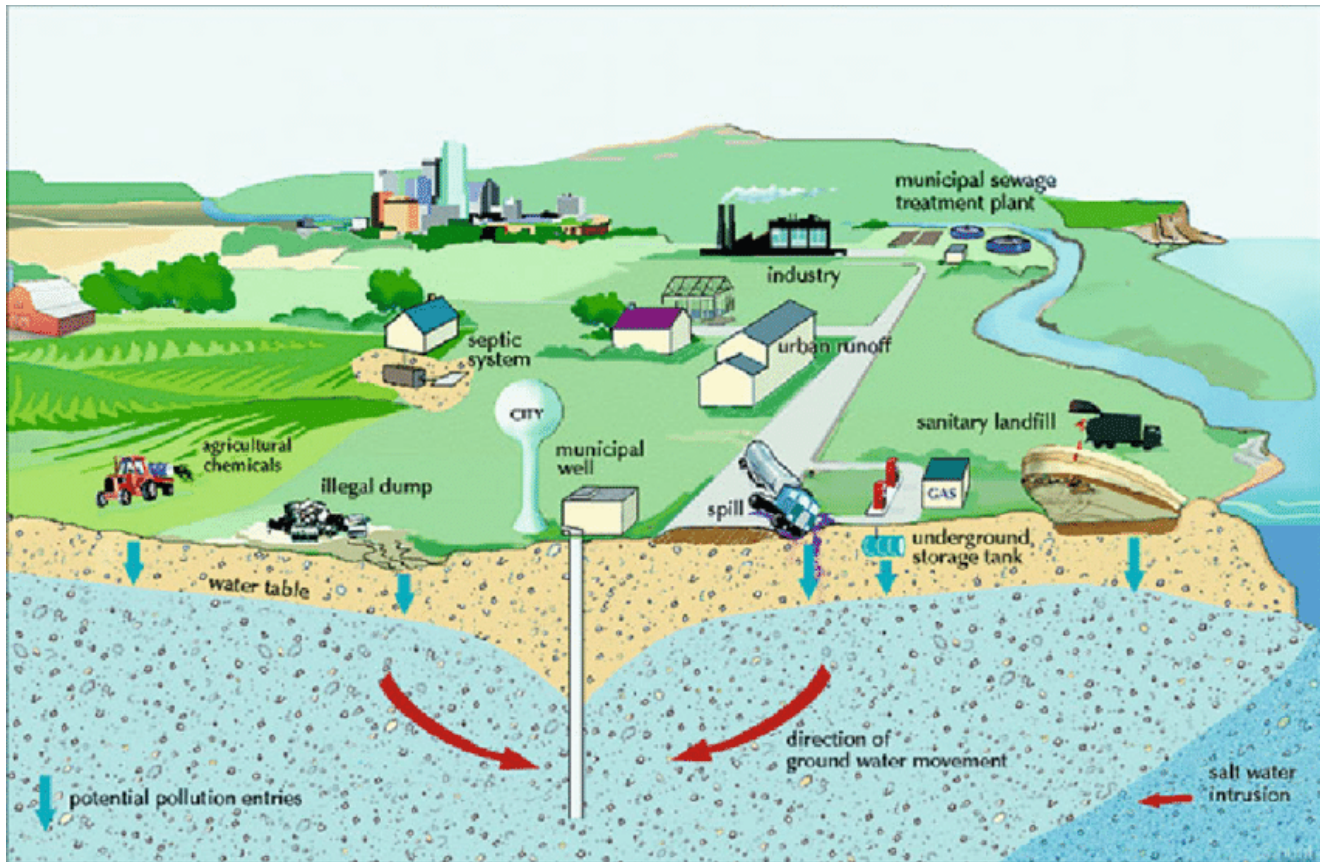 municipal sewage
treatment plant
industry
septic
system
urban runoff
CITY
sanitary landfill
agricultural
chemicals
municipal
well
illegal dump
GAS
spill
underground
storage tank
water table
direction of
ground water movement
salt water
intrusion
potential pollution entries